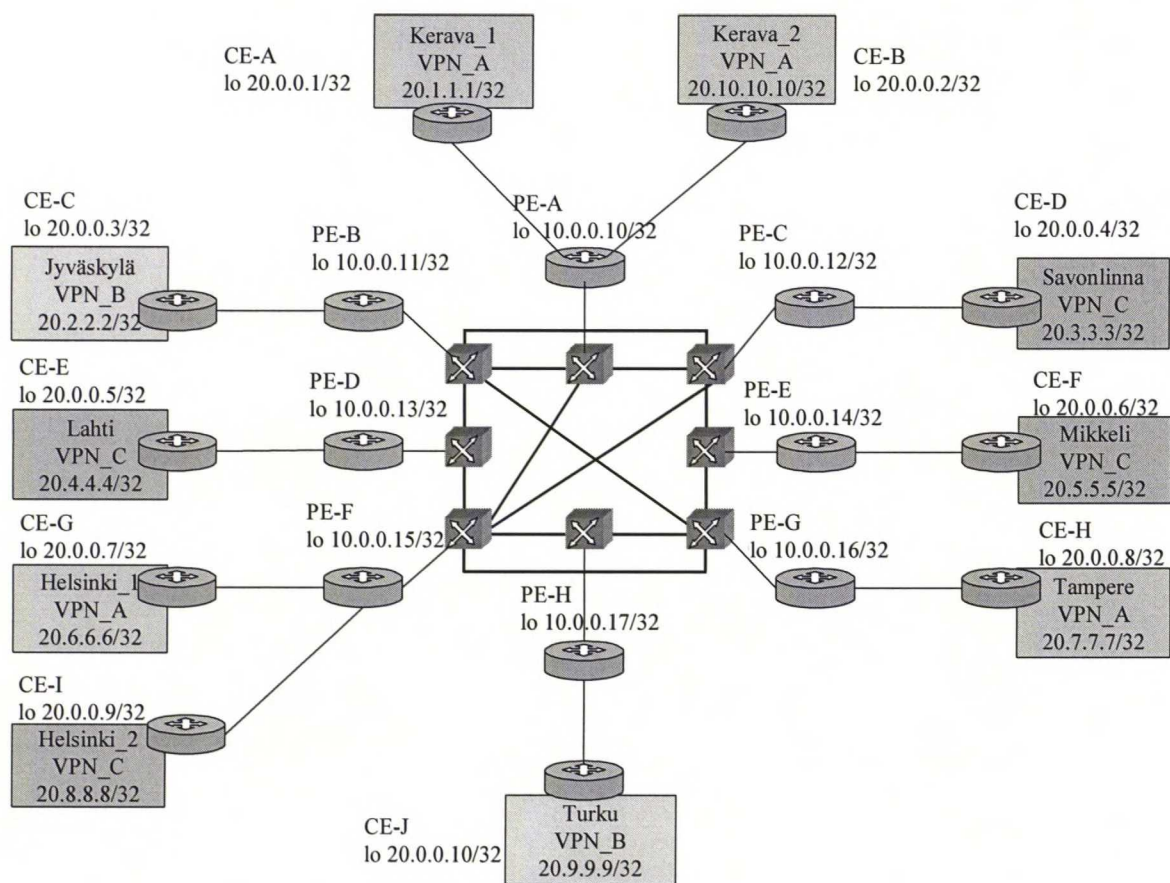 Kerava_1
VPN_A
20.1.1.1/32
Kerava_2
VPN_A
20.10.10.10/32
CE-A
lo 20.0.0.1/32
CE-B
lo 20.0.0.2/32
CE-C
lo 20.0.0.3/32
Jyväskylä
VPN_B
20.2.2.2/32
PE-B
lo 10.0.0.11/32
PE-A
lo 10.0.0.10/32
PE-C
lo 10.0.0.12/32
CE-D
lo 20.0.0.4/32
Savonlinna
VPN_C
20.3.3.3/32
CE-E
lo 20.0.0.5/32
Lahti
VPN_C
20.4.4.4/32
PE-D
lo 10.0.0.13/32
PE-E
lo 10.0.0.14/32
CE-F
lo 20.0.0.6/32
Mikkeli
VPN_C
20.5.5.5/32
CE-G
lo 20.0.0.7/32
Helsinki_1
VPN_A
20.6.6.6/32
PE-F
lo 10.0.0.15/32
PE-G
lo 10.0.0.16/32
CE-H
lo 20.0.0.8/32
Tampere
VPN_A
20.7.7.7/32
PE-H
lo 10.0.0.17/32
CE-I
lo 20.0.0.9/32
Helsinki_2
VPN_C
20.8.8.8/32
CE-J
lo 20.0.0.10/32
Turku
VPN_B
20.9.9.9/32